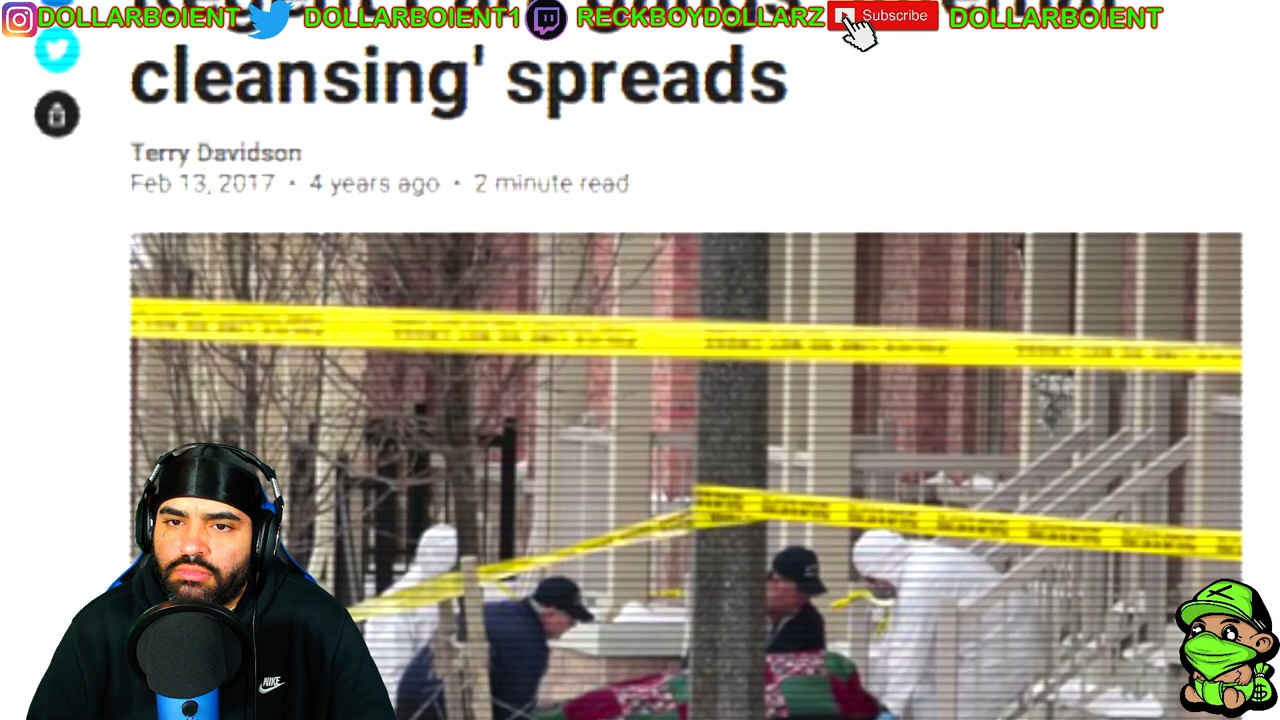 DOLLARBOIENT DOLLARBOIENT1 RECKBOYDOLLARZ Subscribe DOLLARBOIENT
cleansing' spreads
Terry Davidson
Feb 13, 2017 • 4 years ago • 2 minute read
NIKE